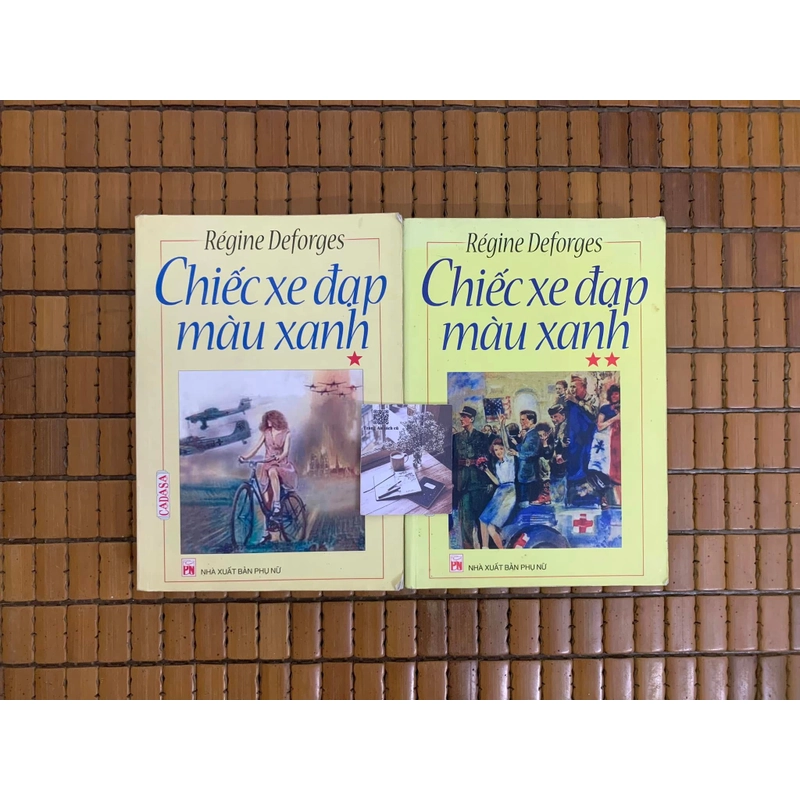 Régine Deforges
Chiếc xe đạp
màu xanh
CADASA
PN
NHÀ XUẤT BẢN PHỤ NỮ
Régine Deforges
Chiếc xe đạp
màu xanh
PN
NHÀ XUẤT BẢN PHỤ NỮ